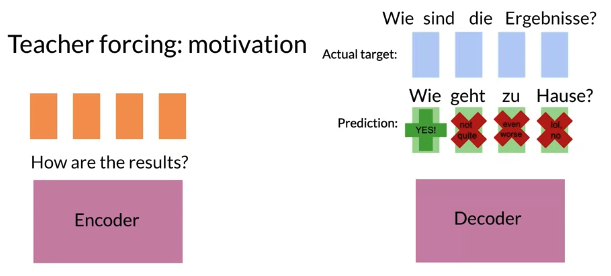 Teacher forcing: motivation
How are the results?
Encoder
Wie sind die Ergebnisse?
Actual target:
Wie geht zu Hause?
Prediction:
YES! not quite even worse lol, no
Decoder